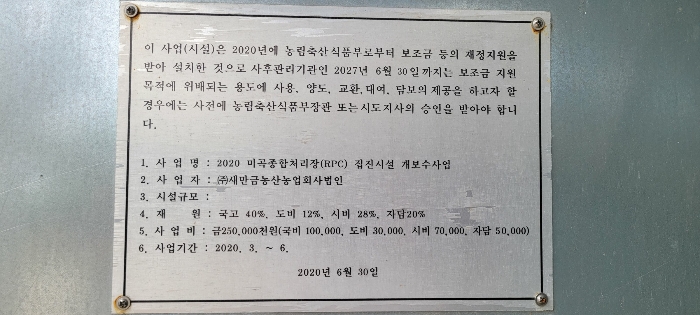 이 사업(시설)은 2020년에 농림축산식품부로부터 보조금 등의 재정지원을
받아 설치한 것으로 사후관리기관인 2027년 6월 30일까지는 보조금 지원
목적에 위배되는 용도에 사용, 양도, 교환,대여, 담보의 제공을 하고자 할
경우에는 사전에 농림축산식품부장관 또는시도지사의 승인을 받아야 합니
다.
1. 사 업 명 : 2020 미곡종합처리장(RPC) 집진시설 개보수사업
2. 사 업 자 : ㈜새만금농산농업회사법인
3. 시설규모 :
4. 재 원 : 국고 40%, 도비 12%, 시비 28%, 자담20%
5. 사 업 비 : 금250,000천원(국비 100,000, 도비 30,000, 시비 70,000, 자담 50,000)
6. 사업기간 : 2020. 3. ~ 6.
2020년 6월 30일